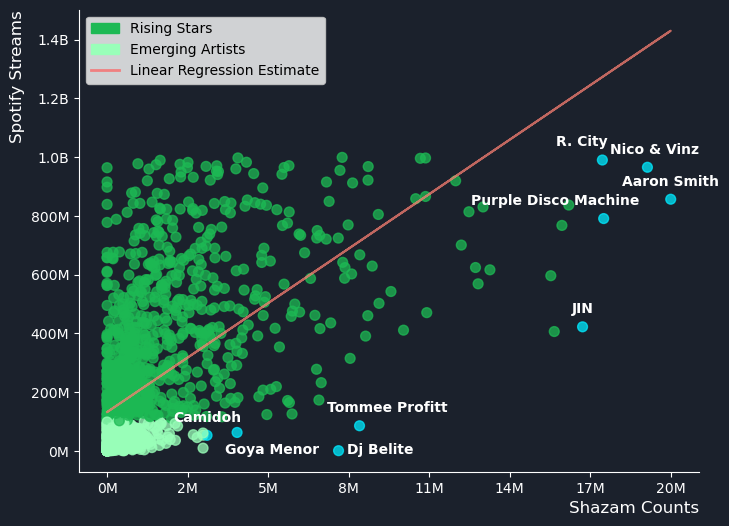 Spotify Streams
1.4B
1.2B
1.0B
800M
600M
400M
200M
0M
Rising Stars
Emerging Artists
Linear Regression Estimate
R. City
Nico & Vinz
Aaron Smith
Purple Disco Machine
JIN
Tommee Profitt
Camidoh
Goya Menor
Dj Belite
0M
2M
5M
8M
11M
14M
17M
20M
Shazam Counts